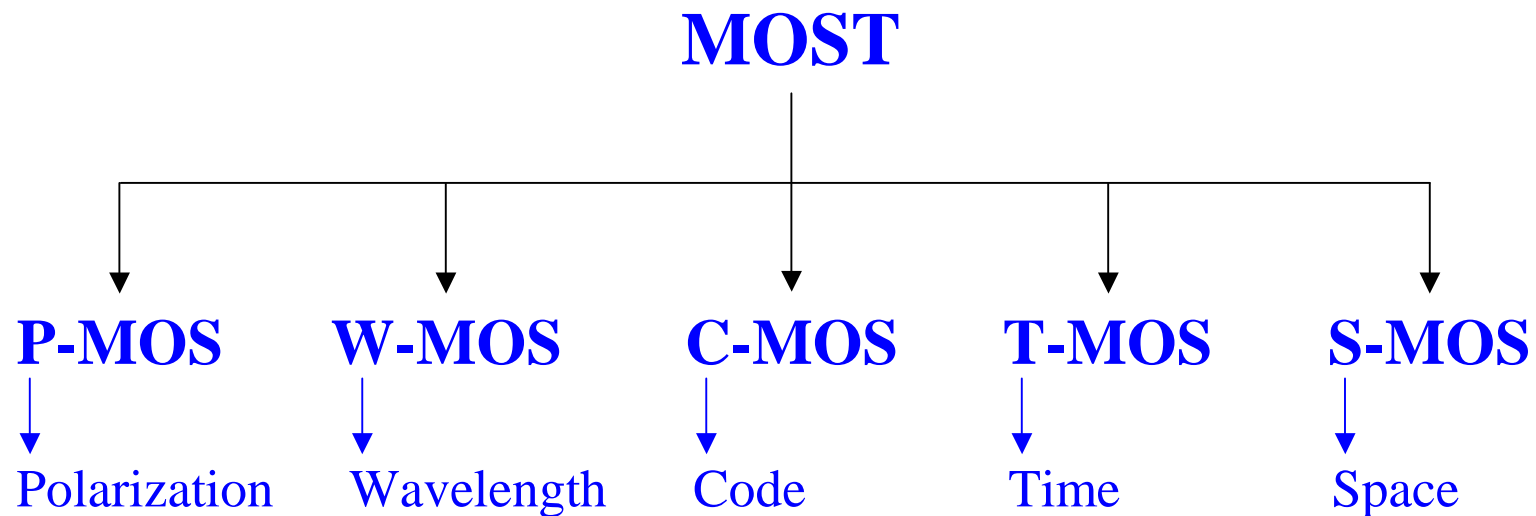 MOST
P-MOS W-MOS C-MOS T-MOS S-MOS
Polarization Wavelength Code Time Space